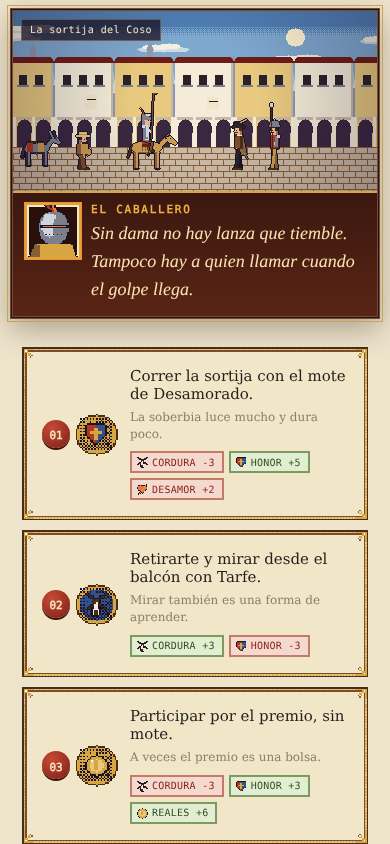 La sortija del Coso
EL CABALLERO
Sin dama no hay lanza que tiemble.
Tampoco hay a quien llamar cuando
el golpe llega.
01
Correr la sortija con el mote
de Desamorado.
La soberbia luce mucho y dura
poco.
CORDURA -3 HONOR +5
DESAMOR +2
02
Retirarte y mirar desde el
balcón con Tarfe.
Mirar también es una forma de
aprender.
CORDURA +3 HONOR -3
03
Participar por el premio, sin
mote.
A veces el premio es una bolsa.
CORDURA -3 HONOR +3
REALES +6